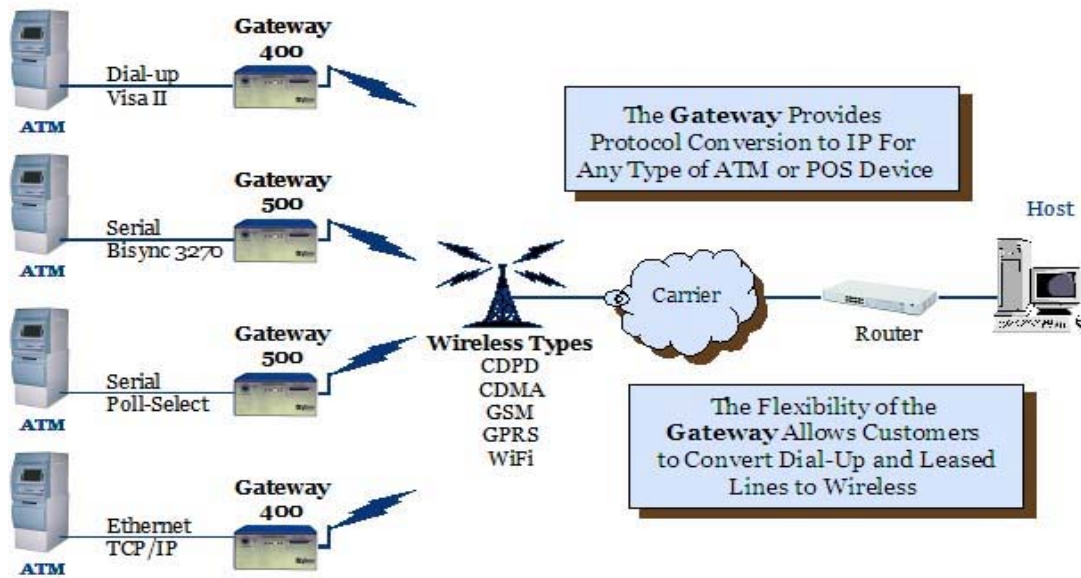 Gateway
400
Dial-up
Visa II
ATM
Gateway
500
Serial
Bisync 3270
ATM
Gateway
500
Serial
Poll-Select
ATM
Gateway
400
Ethernet
TCP/IP
ATM
The Gateway Provides
Protocol Conversion to IP For
Any Type of ATM or POS Device
Host
Carrier
Router
Wireless Types
CDPD
CDMA
GSM
GPRS
WiFi
The Flexibility of the
Gateway Allows Customers
to Convert Dial-Up and Leased
Lines to Wireless